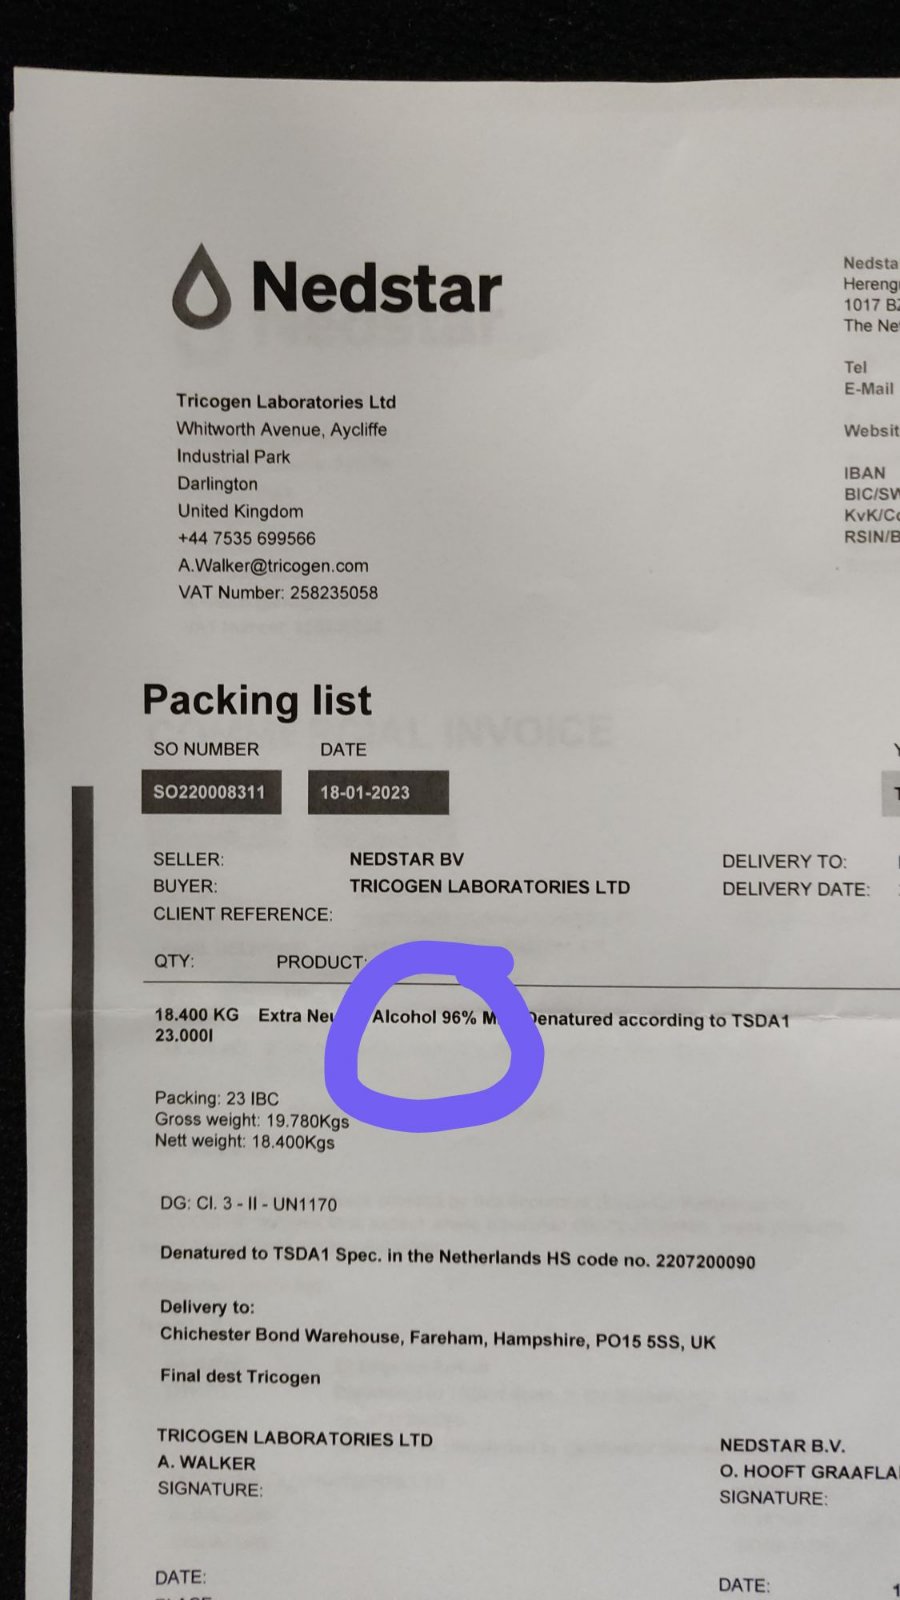 Nedstar
Tricogen Laboratories Ltd
Whitworth Avenue, Aycliffe
Industrial Park
Darlington
United Kingdom
+44 7535 699566
A.Walker@tricogen.com
VAT Number: 258235058
Nedsta
Hereng
1017 BZ
The Ne
Tel
E-Mail
Websit
IBAN
BIC/SW
KvK/Co
RSIN/B
Packing list
SO NUMBER DATE
SO220008311 18-01-2023
SELLER: NEDSTAR BV DELIVERY TO:
BUYER: TRICOGEN LABORATORIES LTD DELIVERY DATE:
CLIENT REFERENCE:
QTY: PRODUCT:
18.400 KG Extra Alcohol 96% Denatured according to TSDA1
23.000l
Packing: 23 IBC
Gross weight: 19.780Kgs
Nett weight: 18.400Kgs
DG: Cl. 3 - II - UN1170
Denatured to TSDA1 Spec. in the Netherlands HS code no. 2207200090
Delivery to:
Chichester Bond Warehouse, Fareham, Hampshire, PO15 5SS, UK
Final dest Tricogen
TRICOGEN LABORATORIES LTD
A. WALKER
SIGNATURE:
NEDSTAR B.V.
O. HOOFT GRAAFLA
SIGNATURE:
DATE:
DATE: